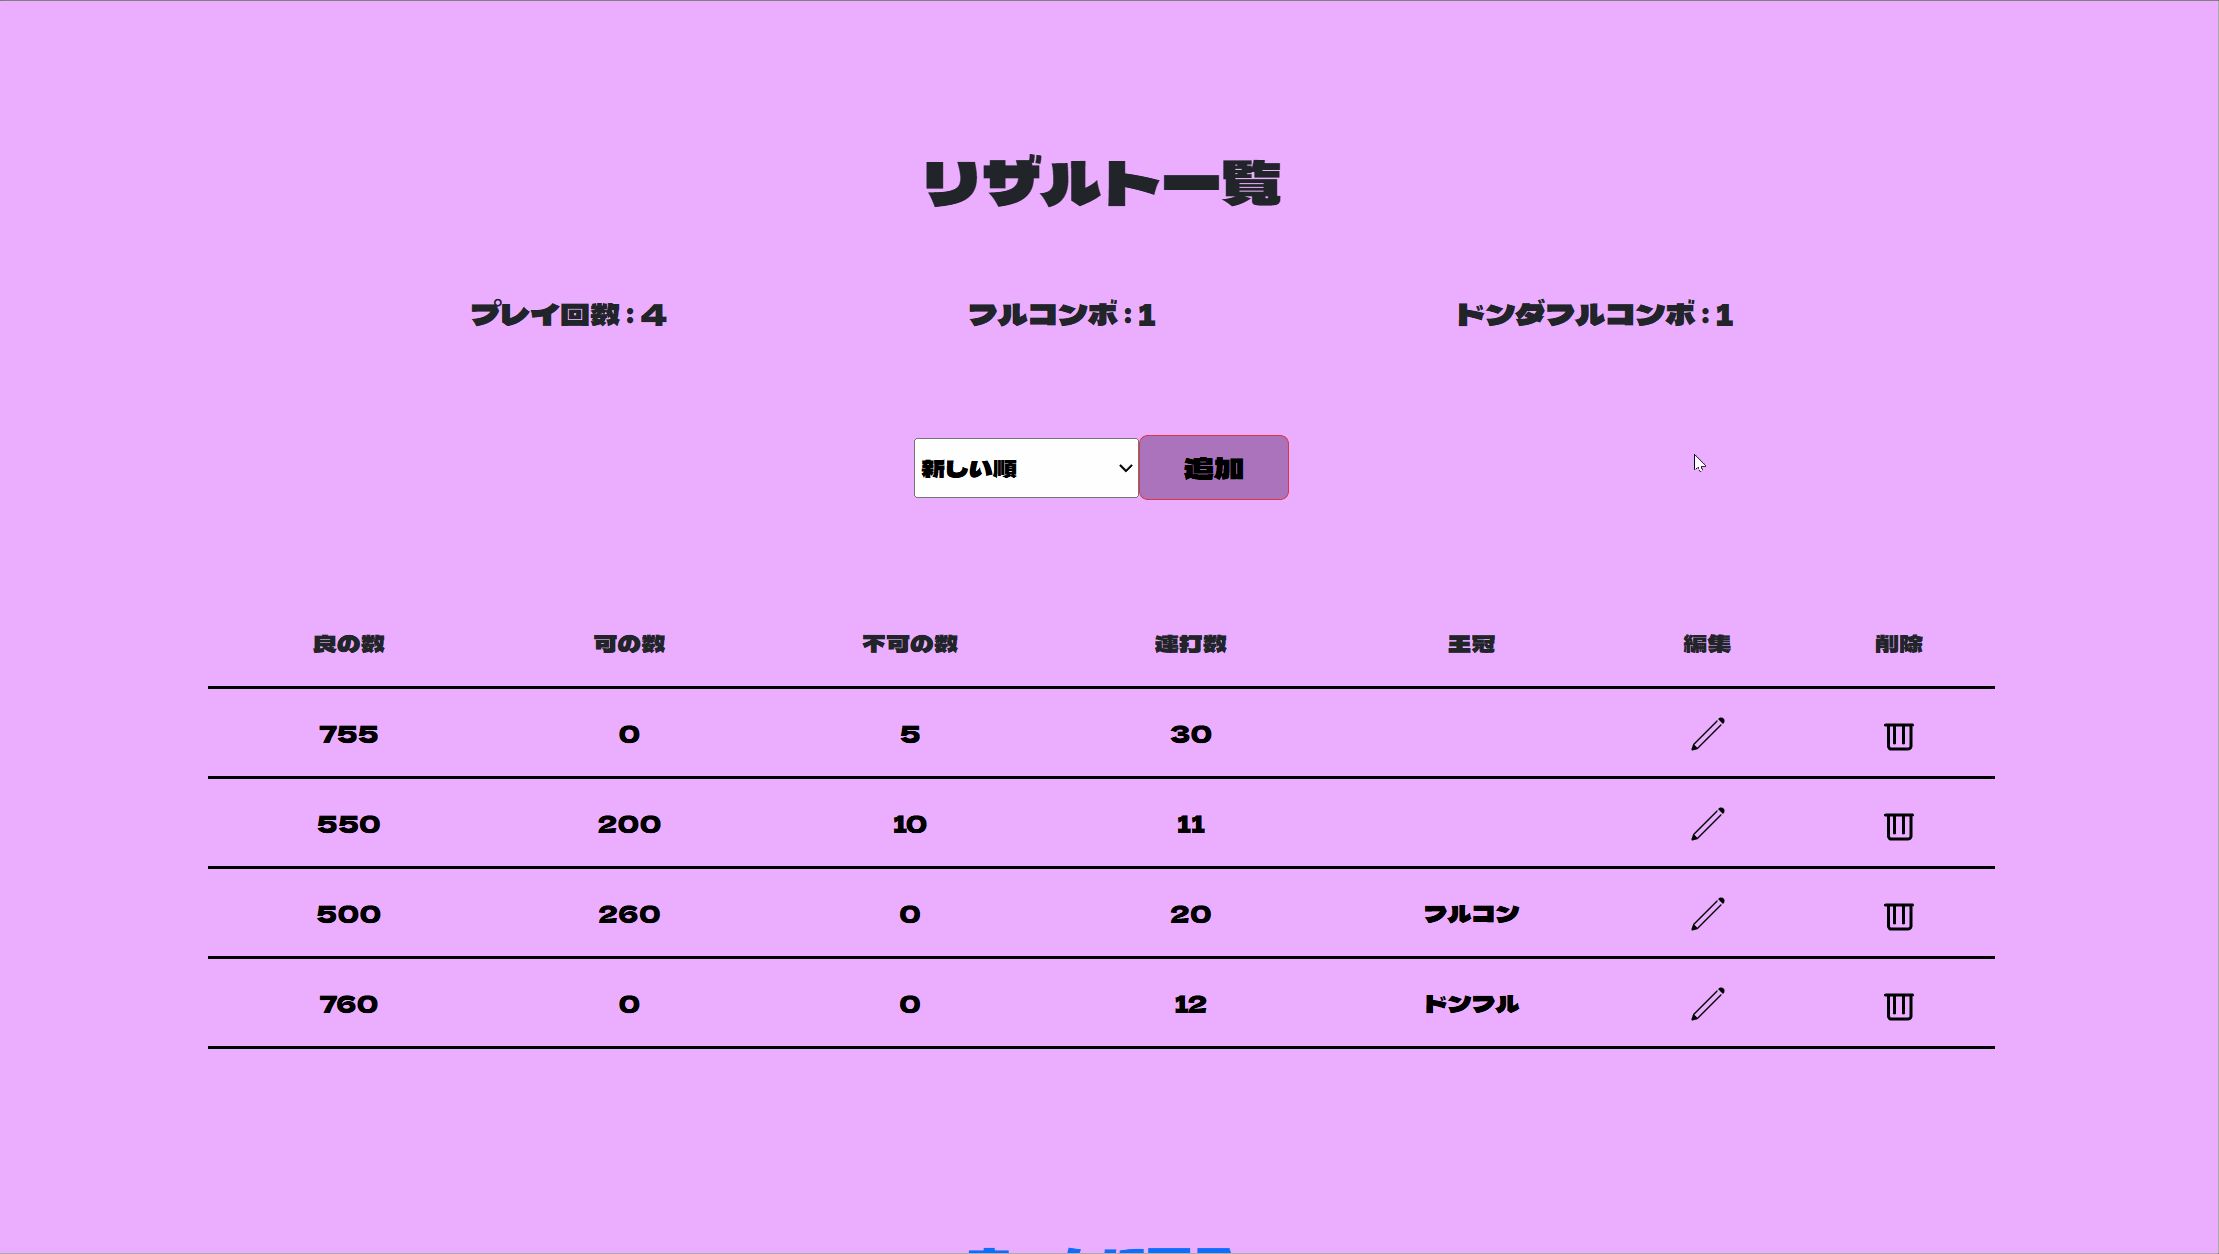 リザルト一覧
プレイ回数:4 フルコンボ:1 ドンダフルコンボ:1
新しい順 追加
良の数 可の数 不可の数 連打数 王冠 編集 削除
755 0 5 30
550 200 10 11
500 260 0 20 フルコン
760 0 0 12 ドンフル